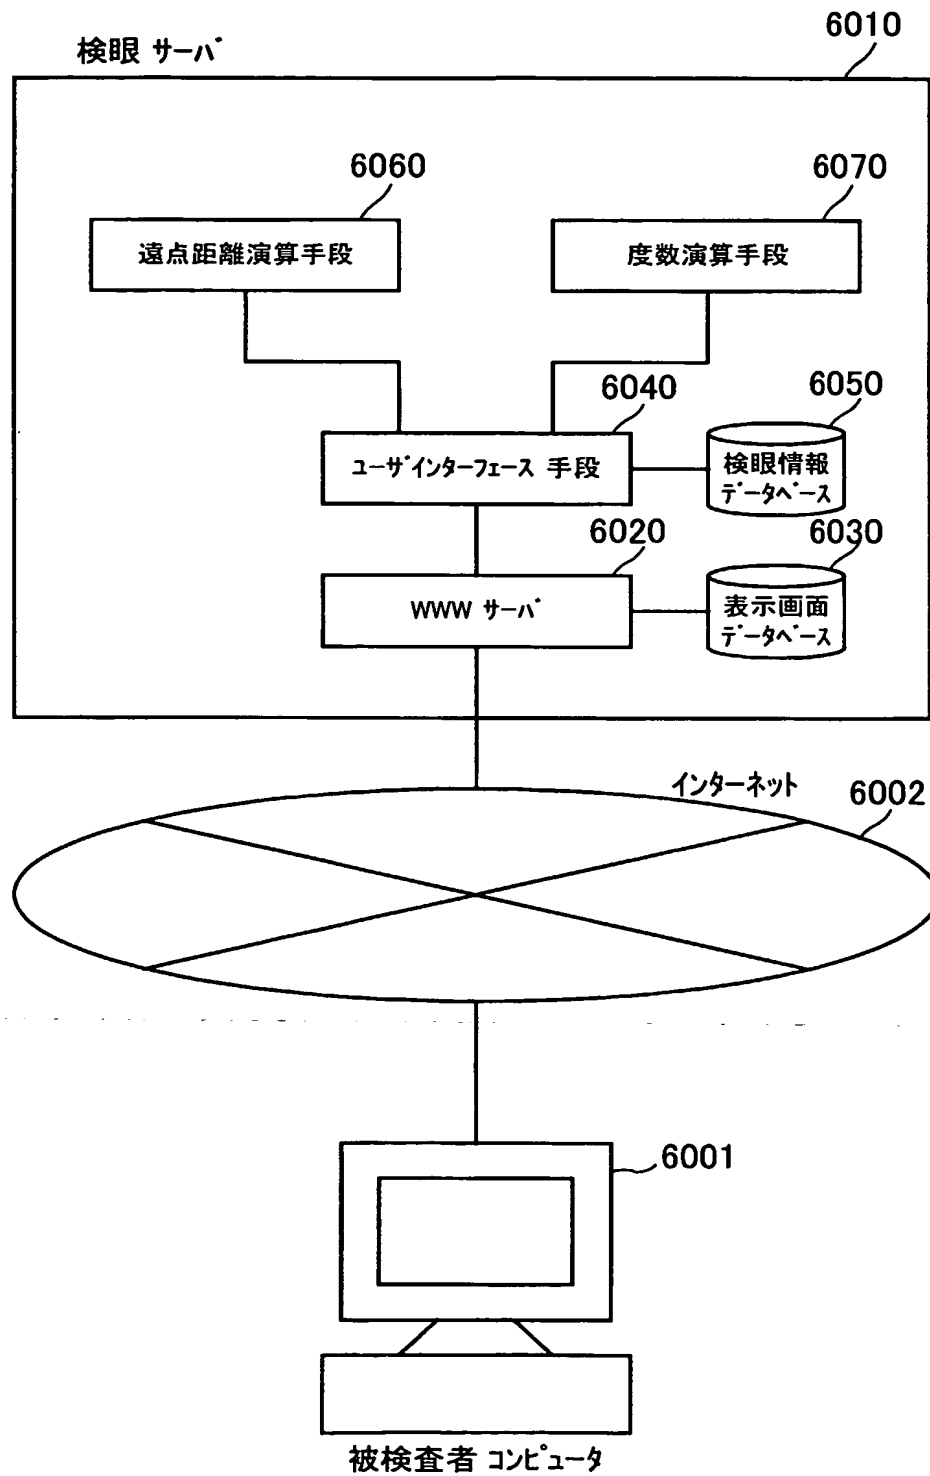 6010
検眼 サーバ
6060
6070
遠点距離演算手段
度数演算手段
6040
6050
ユーザインターフェース 手段
検眼情報
データベース
6020
6030
WWW サーバ
表示画面
データベース
インターネット
6002
6001
被検査者 コンピュータ